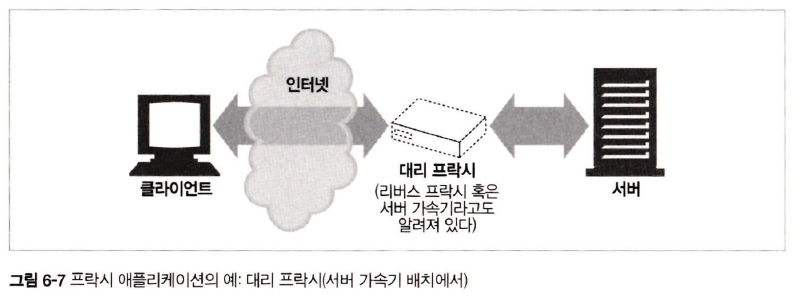 인터넷
클라이언트
대리 프락시
(리버스 프락시 혹은
서버 가속기라고도
알려져 있다)
서버
그림 6-7 프락시 애플리케이션의 예: 대리 프락시(서버 가속기 배치에서)